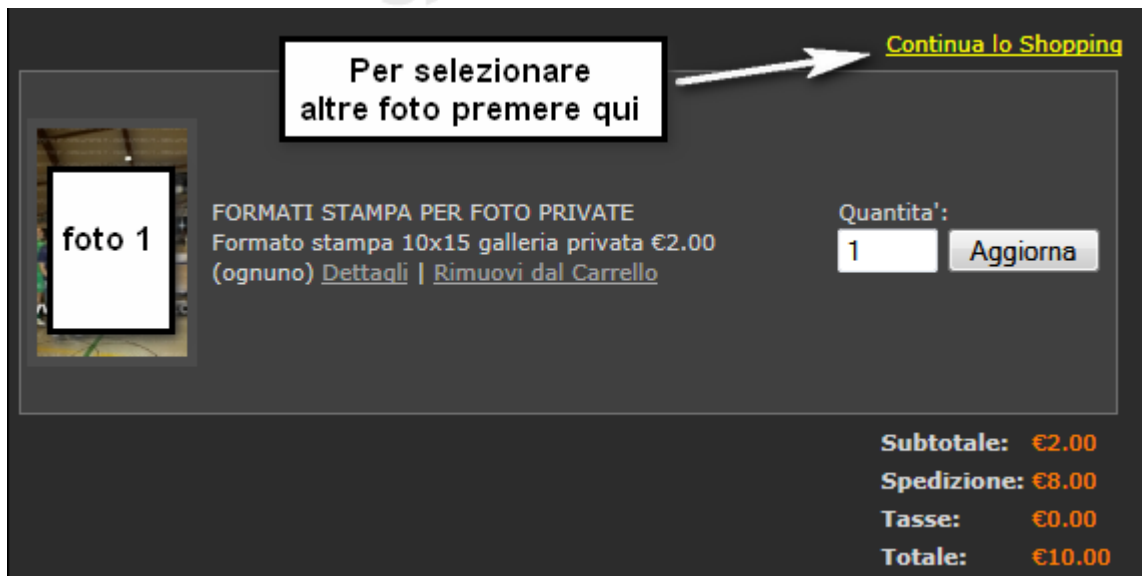 Continua lo Shopping
Per selezionare
altre foto premere qui
foto 1
FORMATI STAMPA PER FOTO PRIVATE
Formato stampa 10x15 galleria privata €2.00
(ognuno) Dettagli | Rimuovi dal Carrello
Quantita':
1 Aggiorna
Subtotale: €2.00
Spedizione: €8.00
Tasse: €0.00
Totale: €10.00